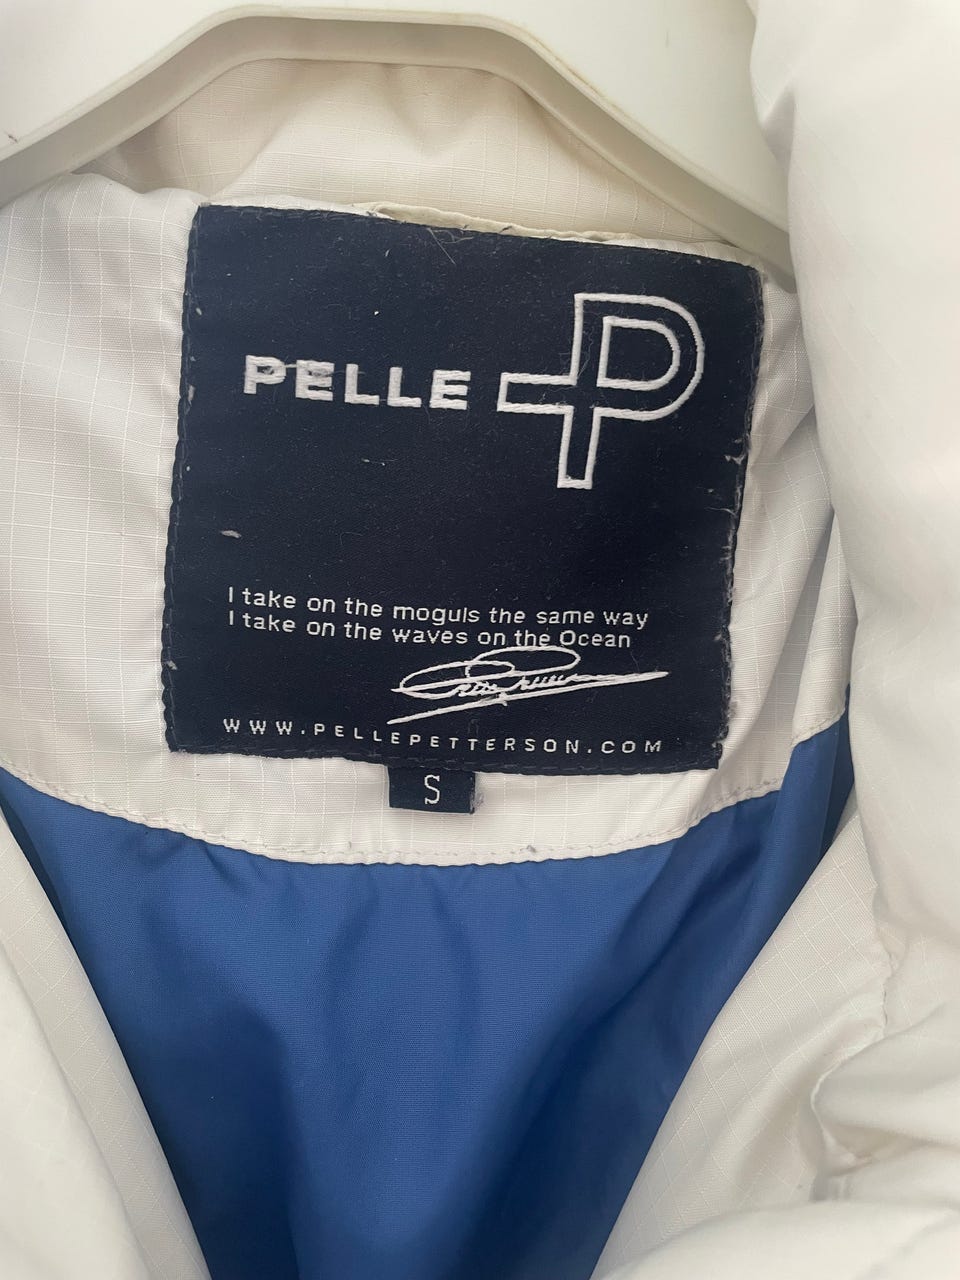 PELLE P
I take on the moguls the same way
I take on the waves on the Ocean
WWW.PELLEPETTERSON.COM
S